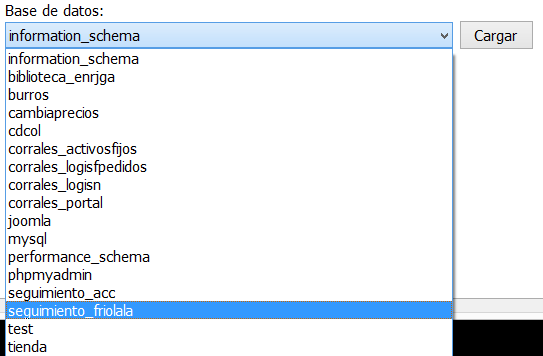 Base de datos:
information_schema
Cargar
information_schema
biblioteca_enrjga
burros
cambiaprecios
cdcol
corrales_activosfijos
corrales_logisfpedidos
corrales_logisn
corrales_portal
joomla
mysql
performance_schema
phpmyadmin
seguimiento_acc
seguimiento_friolala
test
tienda